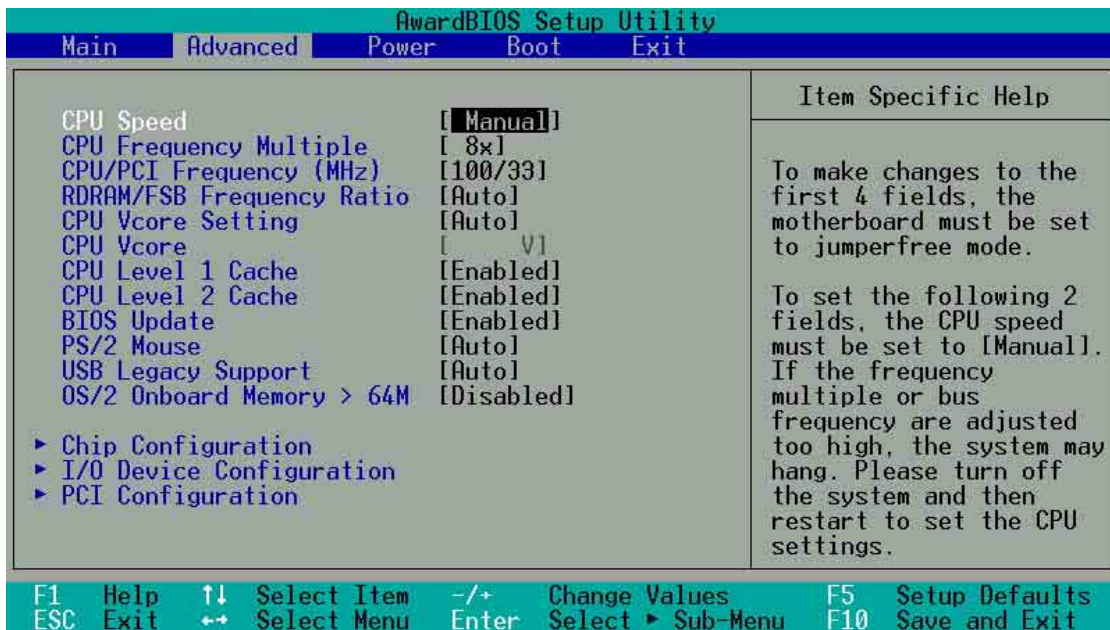 AwardBIOS Setup Utility
Main Advanced Power Boot Exit
CPU Speed [ Manual]
CPU Frequency Multiple [ 8x]
CPU/PCI Frequency (MHz) [100/33]
RDRAM/FSB Frequency Ratio [Auto]
CPU Vcore Setting [Auto]
CPU Vcore [ V]
CPU Level 1 Cache [Enabled]
CPU Level 2 Cache [Enabled]
BIOS Update [Enabled]
PS/2 Mouse [Auto]
USB Legacy Support [Auto]
OS/2 Onboard Memory > 64M [Disabled]
► Chip Configuration
► I/O Device Configuration
► PCI Configuration
Item Specific Help
To make changes to the
first 4 fields, the
motherboard must be set
to jumperfree mode.
To set the following 2
fields, the CPU speed
must be set to [Manual].
If the frequency
multiple or bus
frequency are adjusted
too high, the system may
hang. Please turn off
the system and then
restart to set the CPU
settings.
F1 Help ↑↓ Select Item -/+ Change Values F5 Setup Defaults
ESC Exit ←→ Select Menu Enter Select ► Sub-Menu F10 Save and Exit